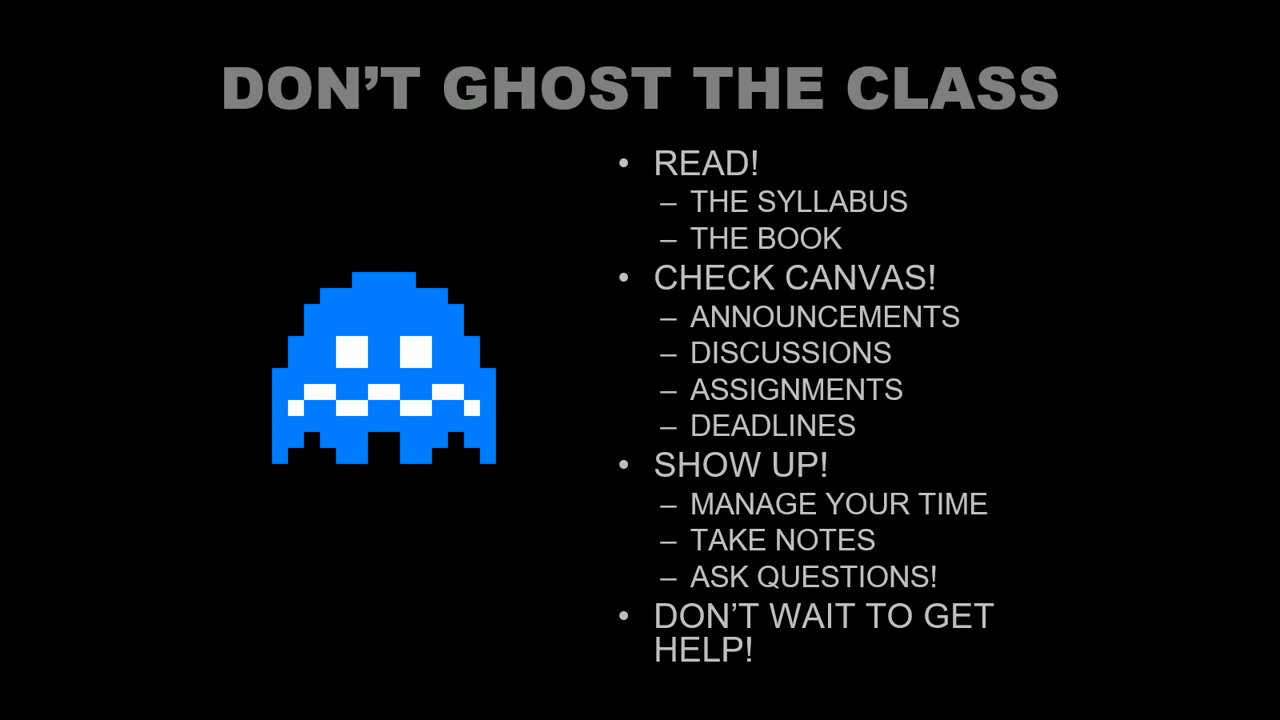 DON’T GHOST THE CLASS
• READ!
– THE SYLLABUS
– THE BOOK
• CHECK CANVAS!
– ANNOUNCEMENTS
– DISCUSSIONS
– ASSIGNMENTS
– DEADLINES
• SHOW UP!
– MANAGE YOUR TIME
– TAKE NOTES
– ASK QUESTIONS!
• DON’T WAIT TO GET
HELP!